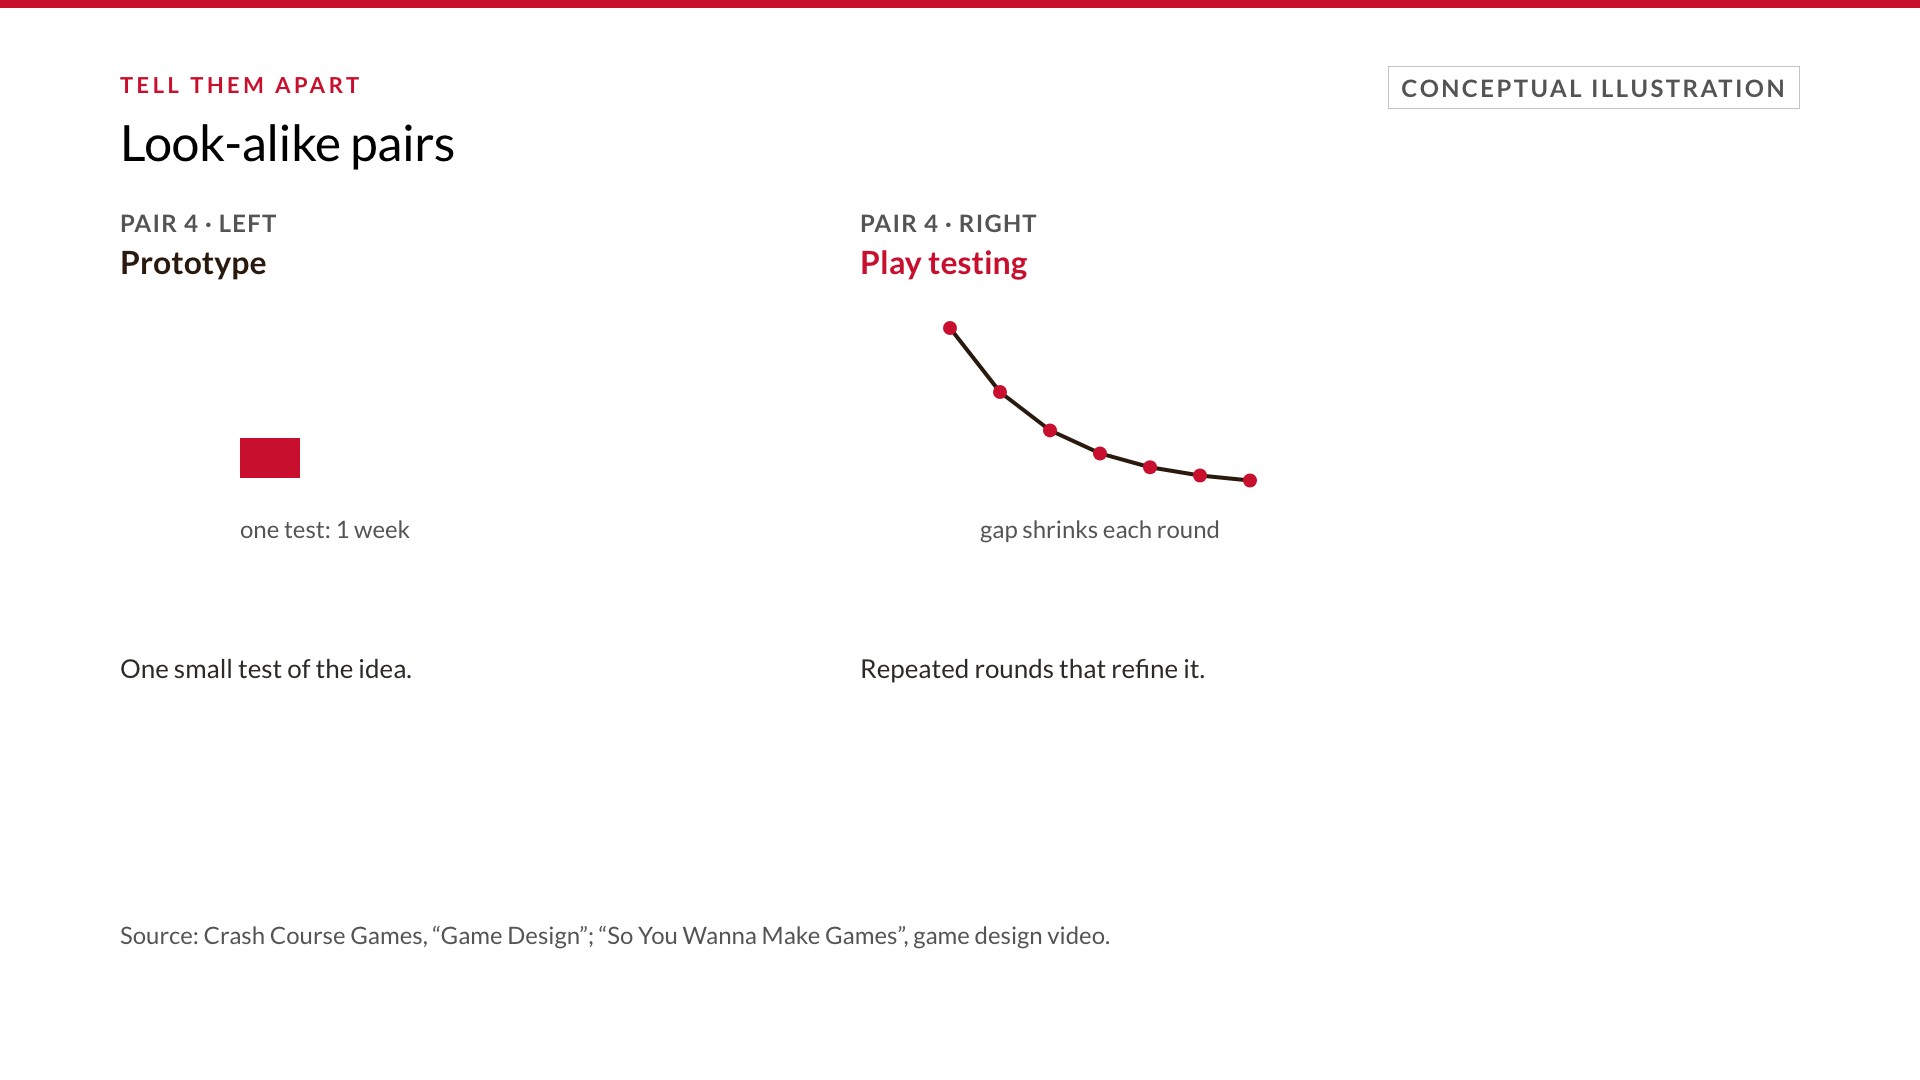 TELL THEM APART
CONCEPTUAL ILLUSTRATION
Look-alike pairs
PAIR 4 · LEFT
Prototype
one test: 1 week
One small test of the idea.
PAIR 4 · RIGHT
Play testing
gap shrinks each round
Repeated rounds that refine it.
Source: Crash Course Games, “Game Design”; “So You Wanna Make Games”, game design video.